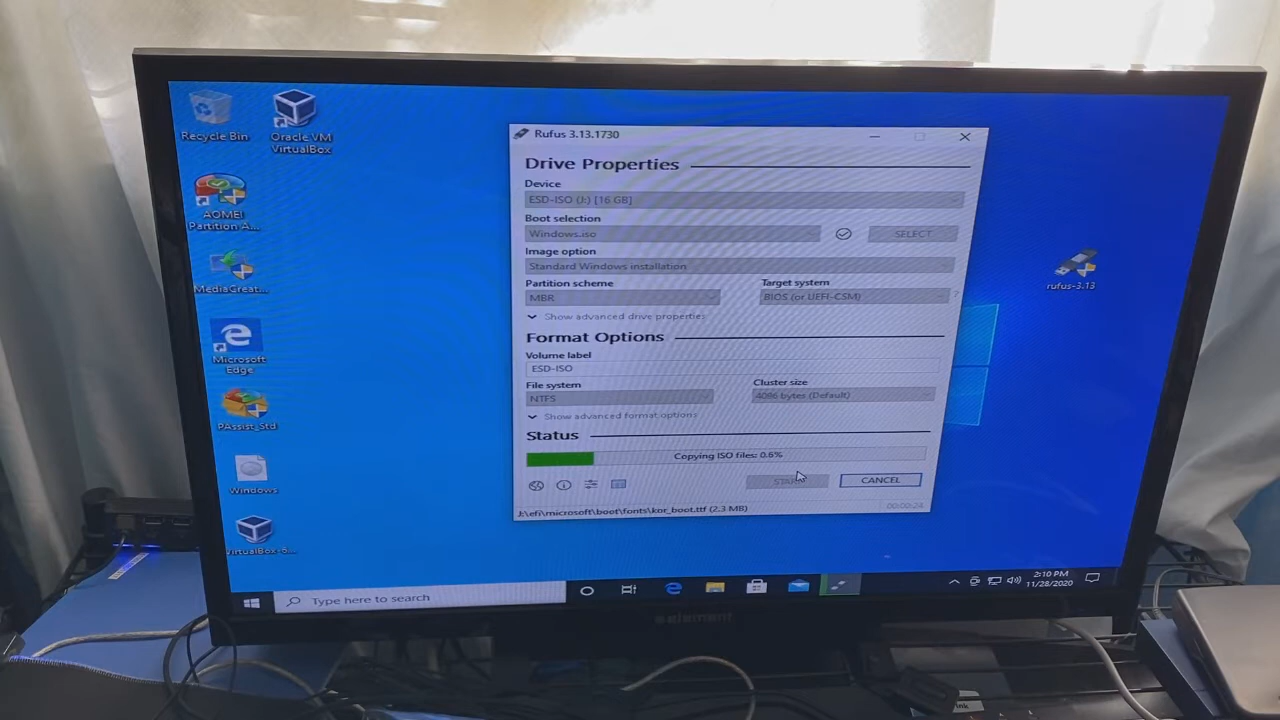 Recycle Bin
Oracle VM
VirtualBox
AOMEI
Partition A...
MediaCreat...
Microsoft
Edge
PAssist_Std
Windows
VirtualBox-6...
rufus-3.13
Rufus 3.13.1730
Drive Properties
Device
ESD-ISO (J:) [16 GB]
Boot selection
Windows.iso
SELECT
Image option
Standard Windows installation
Partition scheme
Target system
MBR
BIOS (or UEFI-CSM)
?
Show advanced drive properties
Format Options
Volume label
ESD-ISO
File system
Cluster size
NTFS
4096 bytes (Default)
Show advanced format options
Status
Copying ISO files: 0.6%
START
CANCEL
J:\efi\microsoft\boot\fonts\kor_boot.ttf (2.3 MB)
00:00:24
Type here to search
2:10 PM
11/28/2020
element